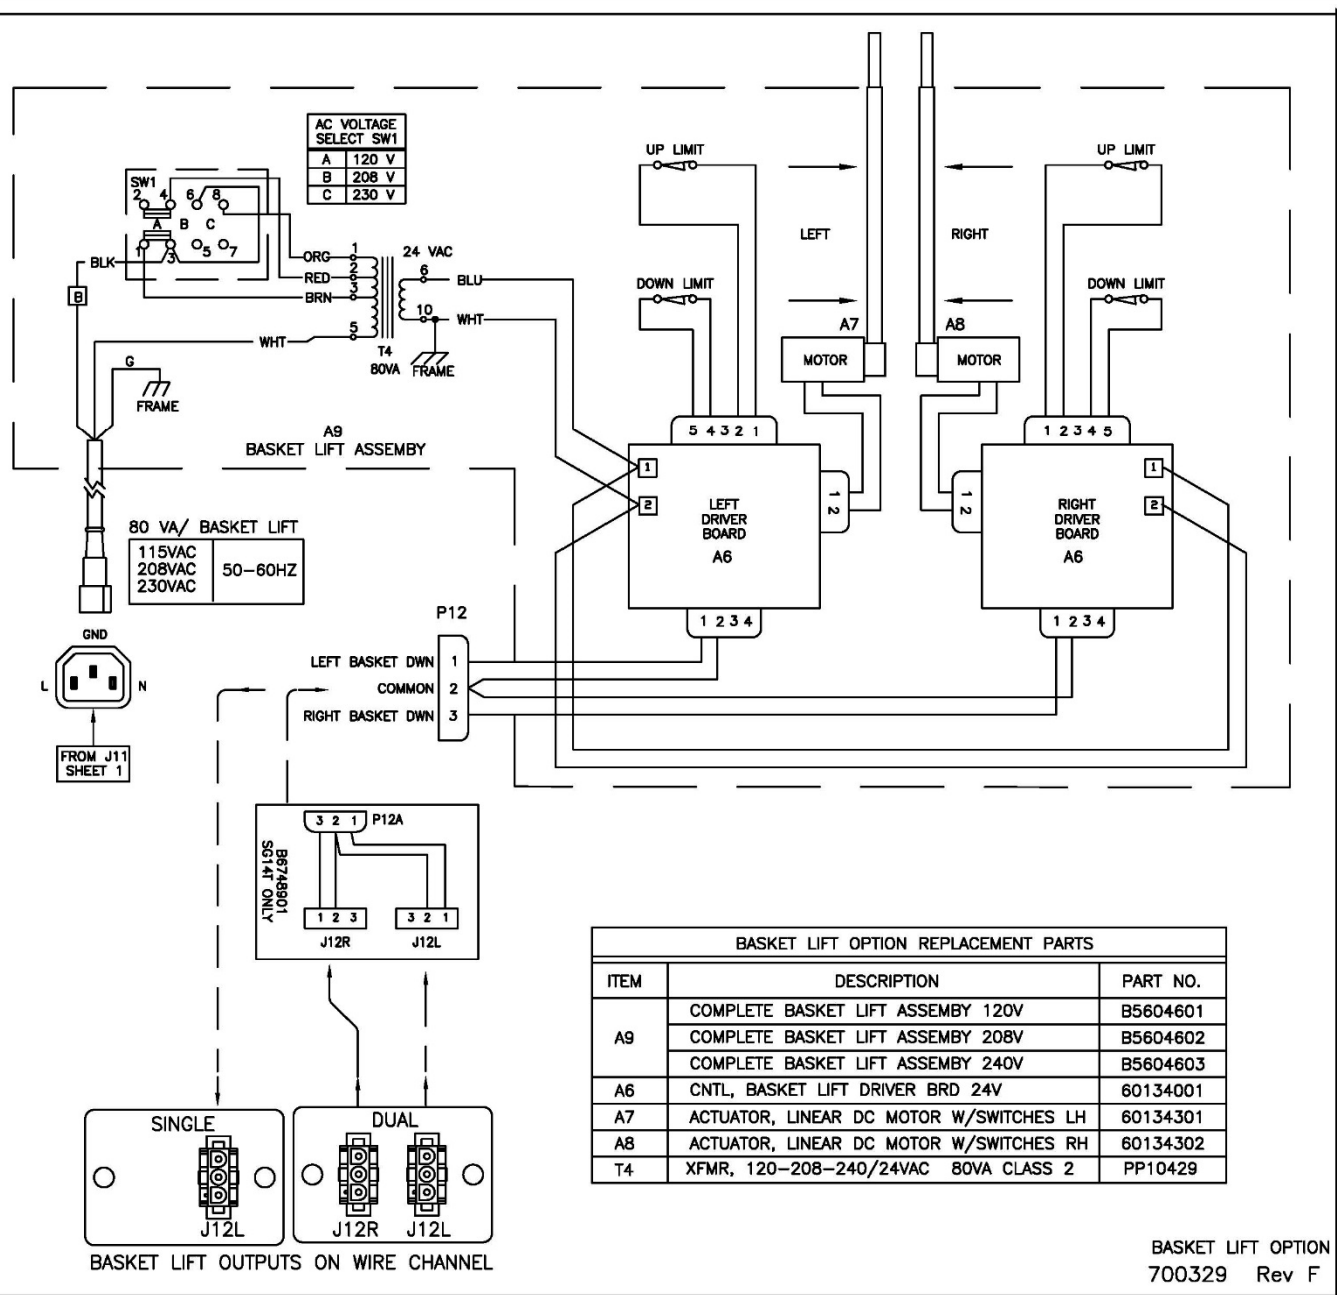 AC VOLTAGE
SELECT SW1
A 120 V
B 208 V
C 230 V
SW1
2 4 6 8
A B C
1 3 5 7
BLK
B
ORG 1
RED 2
BRN 3
WHT 5
24 VAC
6 BLU
10 WHT
T4
80VA
FRAME
G
FRAME
A9
BASKET LIFT ASSEMBY
80 VA/ BASKET LIFT
115VAC
208VAC
230VAC
50-60HZ
GND
L N
FROM J11
SHEET 1
UP LIMIT
DOWN LIMIT
LEFT
A7
MOTOR
5 4 3 2 1
1
2
LEFT
DRIVER
BOARD
A6
1 2
1 2 3 4
UP LIMIT
DOWN LIMIT
RIGHT
A8
MOTOR
1 2 3 4 5
1
2
RIGHT
DRIVER
BOARD
A6
1 2
1 2 3 4
P12
LEFT BASKET DWN 1
COMMON 2
RIGHT BASKET DWN 3
3 2 1 P12A
B6748901
SG14T ONLY
1 2 3
J12R
3 2 1
J12L
SINGLE
J12L
DUAL
J12R J12L
BASKET LIFT OUTPUTS ON WIRE CHANNEL
BASKET LIFT OPTION REPLACEMENT PARTS
ITEM DESCRIPTION PART NO.
A9 COMPLETE BASKET LIFT ASSEMBY 120V B5604601
COMPLETE BASKET LIFT ASSEMBY 208V B5604602
COMPLETE BASKET LIFT ASSEMBY 240V B5604603
A6 CNTL, BASKET LIFT DRIVER BRD 24V 60134001
A7 ACTUATOR, LINEAR DC MOTOR W/SWITCHES LH 60134301
A8 ACTUATOR, LINEAR DC MOTOR W/SWITCHES RH 60134302
T4 XFMR, 120-208-240/24VAC 80VA CLASS 2 PP10429
BASKET LIFT OPTION
700329 Rev F